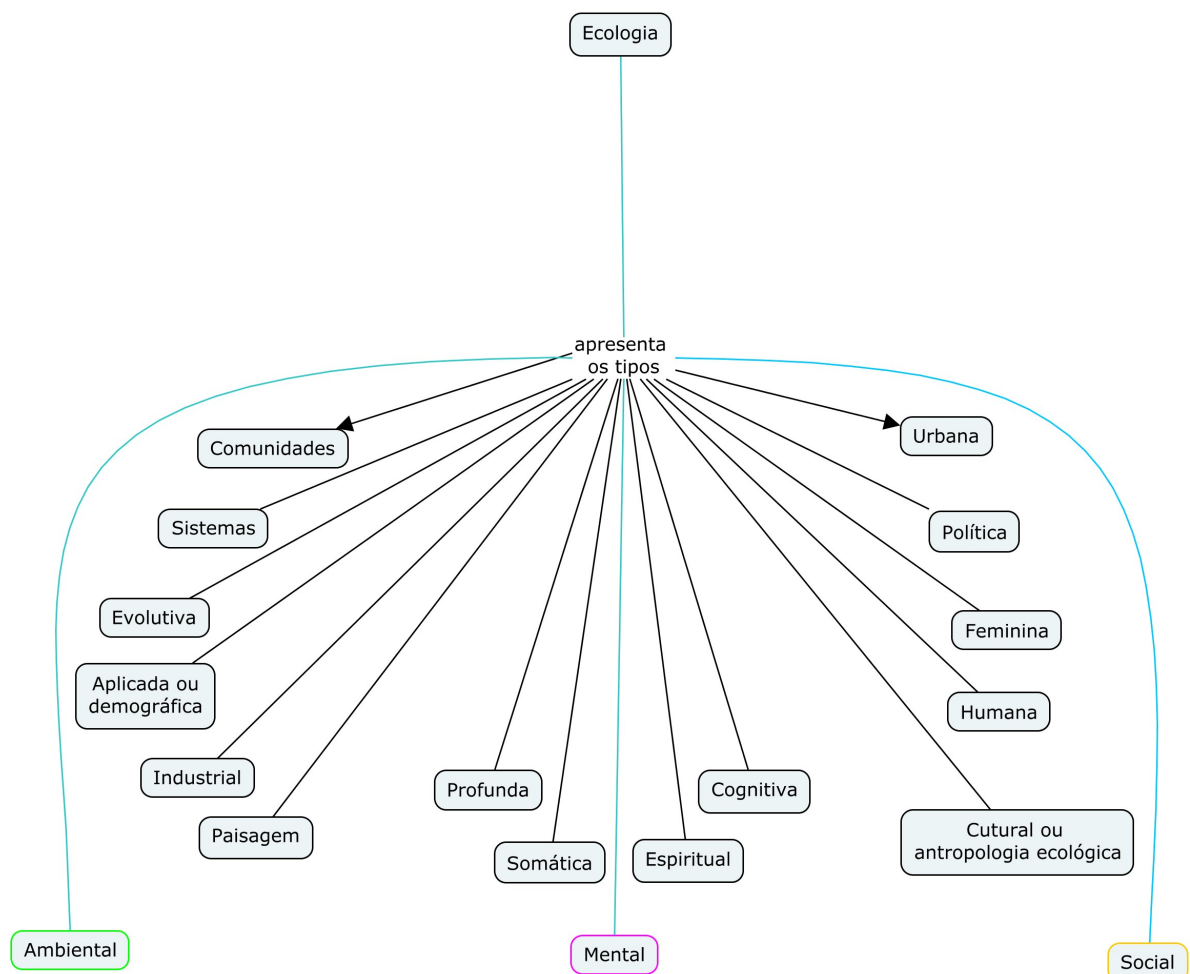 Ecologia
apresenta
os tipos
Comunidades
Urbana
Sistemas
Política
Evolutiva
Feminina
Aplicada ou
demográfica
Humana
Industrial
Profunda
Cognitiva
Paisagem
Cutural ou
antropologia ecológica
Somática
Espiritual
Ambiental
Mental
Social